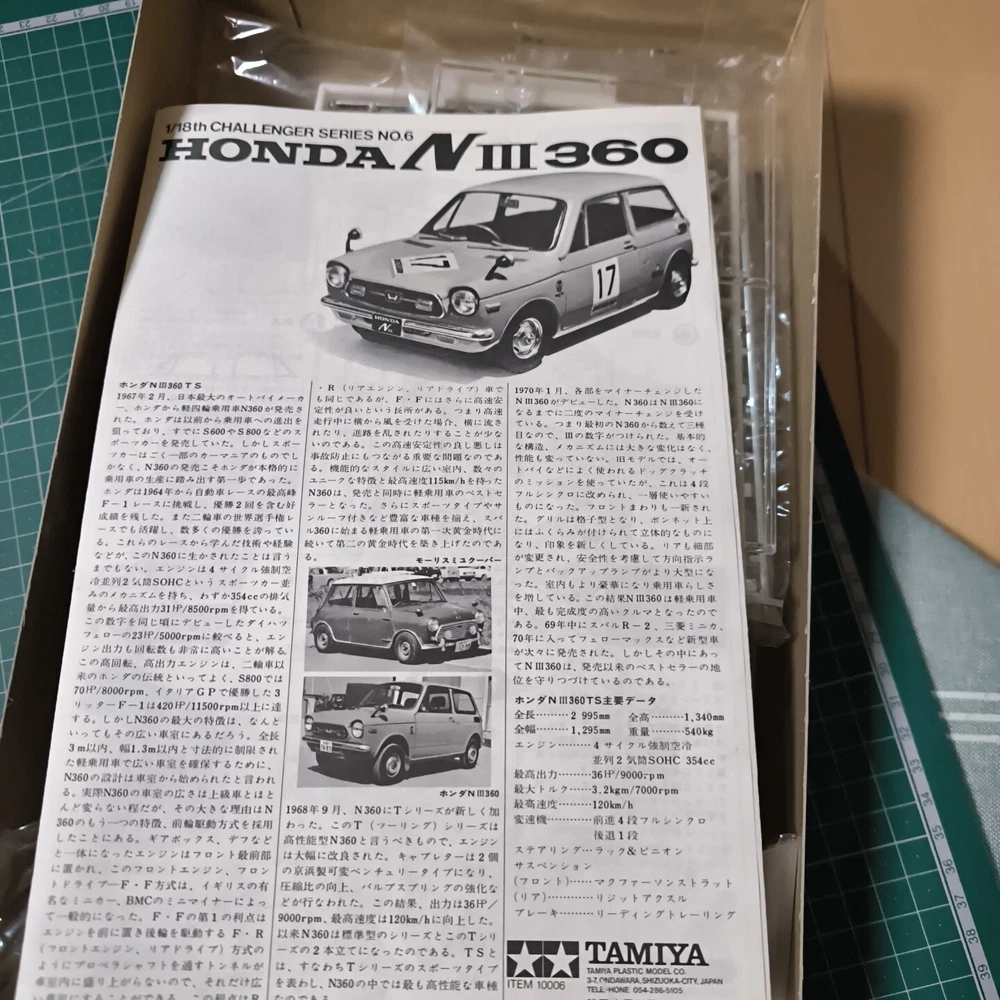 1/18th CHALLENGER SERIES NO.6
HONDA NIII 360
17
17
HONDA
NIII
ホンダNⅢ360TS
1967年2月、日本最大のオートバイメーカ
ー、ホンダから軽四輪乗用車N360が発売さ
れた。ホンダは以前から乗用車への進出を
狙っており、すでにS600やS800などのス
ポーツカーを発売していた。しかしスポー
ツカーはごく一部のカーマニアのものでし
かなく、N360の発売こそホンダが本格的に
乗用車の生産に踏み出す第一歩であった。
ホンダは1964年から自動車レースの最高峰
F-1レースに挑戦し、優勝2回を含む好
成績を残した。また二輪車の世界選手権レ
ースでも活躍し、数多くの優勝を誇ってい
る。これらのレースから学んだ技術や経験
などが、このN360に生かされたことは言う
までもない。エンジンは4サイクル強制空
冷並列2気筒SOHCというスポーツカー並
みのメカニズムを持ち、わずか354ccの排気
量から最高出力31HP/8500rpmを得ている。
この数字を同じ頃にデビューしたダイハツ
フェローの23HP/5000rpmに較べると、エン
ジン出力も回転数も非常に高いことが解る。
この高回転、高出力エンジンは、二輪車以
来のホンダの伝統といってよく、S800では
70HP/8000rpm、イタリアGPで優勝した3
リッターF-1は420HP/11500rpm以上に達
する。しかしN360の最大の特徴は、なんと
いってもその広い車室にあるだろう。全長
3m以内、幅1.3m以内と寸法的に制限され
た軽乗用車で広い車室を確保するために、
N360の設計は車室から始められたと言われ
る。実際N360の車室の広さは上級車とほと
んど変らない程だが、その大きな理由はN
360のもう一つの特徴、前輪駆動方式を採用
したことにある。ギアボックス、デフなど
と一体になったエンジンはフロント最前部
に置かれ、このフロントエンジン、フロン
トドライブーF・F方式は、イギリスの有
名なミニカー、BMCのミニマイナーによっ
て一般的になった。F・Fの第1の利点は
エンジンを前に置き後輪を駆動するF・R
(フロントエンジン、リアドライブ)方式の
ようにプロペラシャフトを通すトンネルが
車室内に盛り上がらないので、それだけ広
い車室にすることができる。この利点はR
・R(リアエンジン、リアドライブ)車で
も同じであるが、F・Fにはさらに高速安
定性が良いという長所がある。つまり高速
走行中に横から風を受けた場合、横に流さ
れたり、進路を乱されたりすることが少な
いのである。この高速安定性の良し悪しは
事故防止にもつながる重要な問題なのであ
る。機能的なスタイルに広い室内、数々の
ユニークな特徴と最高速度115km/hを持った
N360は、発売と同時に軽乗用車のベストセ
ラーとなった。さらにスポーツタイプやサ
ンルーフ付きなど豊富な車種を揃え、スバ
ル360に始まる軽乗用車の第一次黄金時代に
続いて第二の黄金時代を築き上げたのであ
る。
モーリスミニクーパー
ホンダNⅢ360
1968年9月、N360にTシリーズが新しく加
わった。このT(ツーリング)シリーズは
高性能型N360と言うべきもので、エンジン
は大幅に改良された。キャブレターは2個
の京浜製可変ベンチュリータイプになり、
圧縮比の向上、バルブスプリングの強化な
どが行なわれた。この結果、出力は36HP/
9000rpm、最高速度は120km/hに向上した。
以来N360は標準型のシリーズとこのTシリ
ーズの2本立てになったのである。TSと
は、すなわちTシリーズのスポーツタイプ
を表わし、N360の中では最も高性能な車種
なのである。
1970年1月、各部をマイナーチェンジした
NⅢ360がデビューした。N360はNⅢ360に
なるまでに二度のマイナーチェンジを受け
ている。つまり最初のN360から数えて三種
目なので、Ⅲの数字がつけられた。基本的
な構造、メカニズムには大きな変化はなく、
性能も変っていない。旧モデルでは、オー
トバイなどによく使われるドッグクラッチ
のミッションを使っていたが、これは4段
フルシンクロに改められ、一層使いやすい
ものになった。フロントまわりも一新され
た。グリルは格子型となり、ボンネット上
にはふくらみが付けられて立体的なものに
なり、印象を新しくしている。リアも細部
が変更され、安全性を考慮して方向指示ラ
ンプとバックアップランプがより大型にな
った。室内もより豪華になり乗用車らしさ
を増している。この結果NⅢ360は軽乗用車
中、最も完成度の高いクルマとなったので
ある。69年中にスバルR-2、三菱ミニカ、
70年に入ってフェローマックスなど新型車
が次々に発売された。しかしその中にあっ
てNⅢ360は、発売以来のベストセラーの地
位を守りつづけているのである。
ホンダNⅢ360TS主要データ
全長………2 995mm 全高………1,340mm
全幅………1,295mm 重量………540kg
エンジン………4サイクル強制空冷
並列2気筒SOHC 354cc
最高出力………36HP/9000rpm
最大トルク……3.2kgm/7000rpm
最高速度………120km/h
変速機…………前進4段フルシンクロ
後退1段
ステアリング……ラック&ピニオン
サスペンション
(フロント)……マクファーソンストラット
(リア)…………リジットアクスル
ブレーキ………リーディングトレーリング
TAMIYA
TAMIYA PLASTIC MODEL CO.
3-7, ONDAWARA, SHIZUOKA-CITY, JAPAN
TELEPHONE 054-286-5105
ITEM 10006